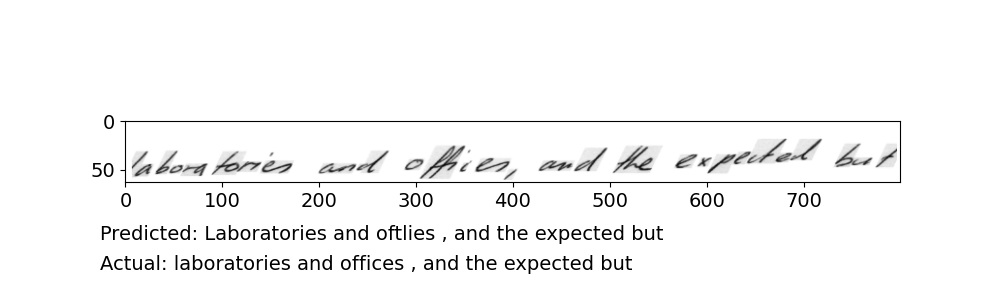 0
laboratories and offices, and the expected but
50
0 100 200 300 400 500 600 700
Predicted: Laboratories and oftlies , and the expected but
Actual: laboratories and offices , and the expected but